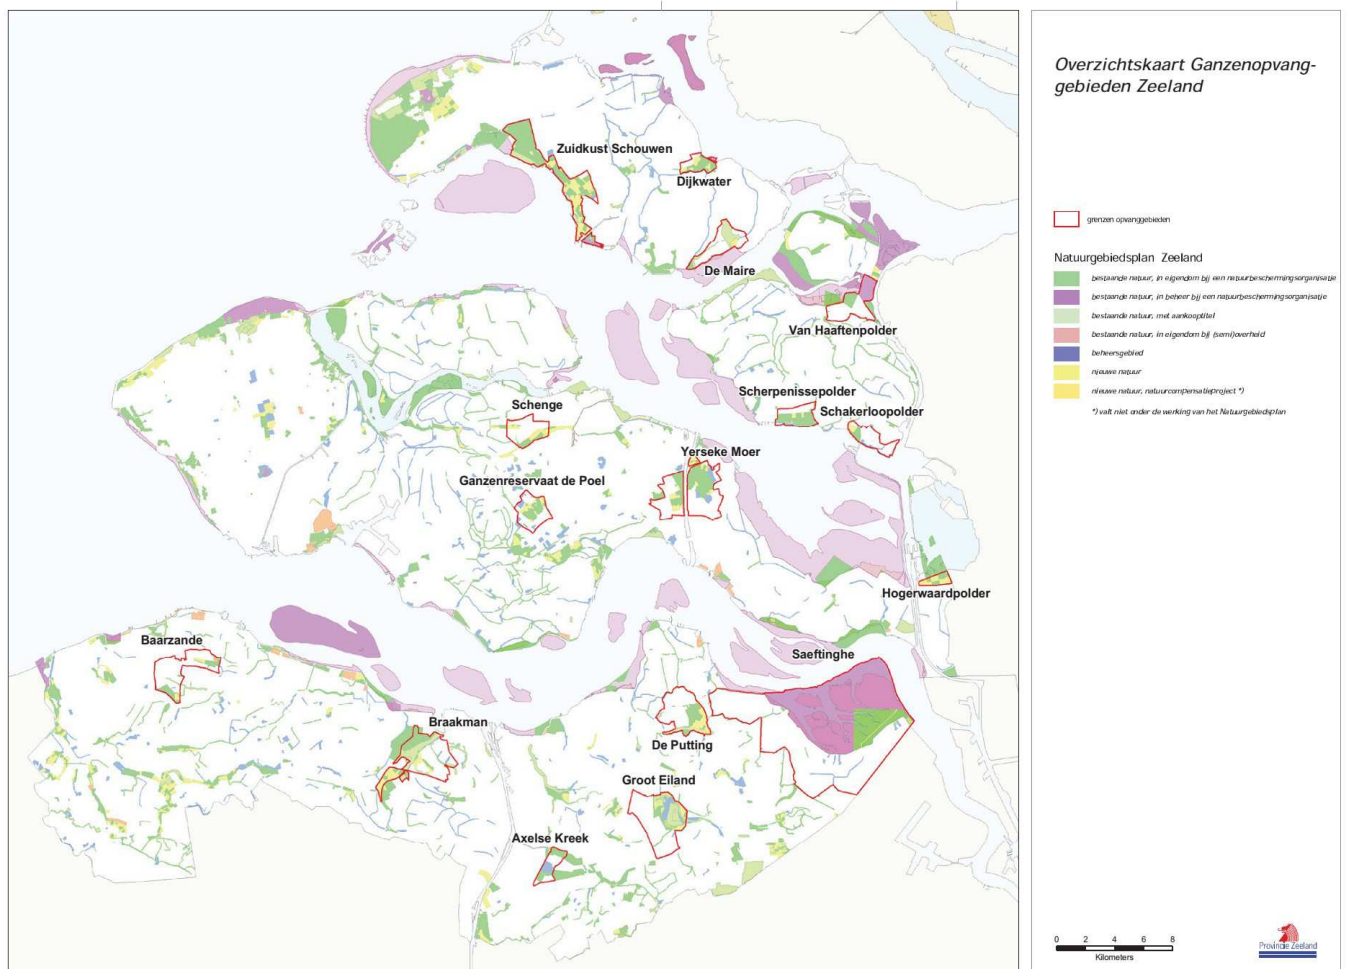 Overzichtskaart Ganzenopvang-
gebieden Zeeland
grenzen opvanggebieden
Natuurgebiedsplan Zeeland
bestaande natuur, in eigendom bij een natuurbeschermingsorganisatie
bestaande natuur, in beheer bij een natuurbeschermingsorganisatie
bestaande natuur, met aankooptitel
bestaande natuur, in eigendom bij (semi)overheid
beheersgebied
nieuwe natuur
nieuwe natuur, natuurcompensatieproject *)
*) valt niet onder de werking van het Natuurgebiedsplan
Zuidkust Schouwen
Dijkwater
De Maire
Van Haaftenpolder
Scherpenissepolder
Schakerloopolder
Schenge
Yerseke Moer
Ganzenreservaat de Poel
Hogerwaardpolder
Baarzande
Saeftinghe
Braakman
De Putting
Groot Eiland
Axelse Kreek
0 2 4 6 8
Kilometers
Provincie Zeeland